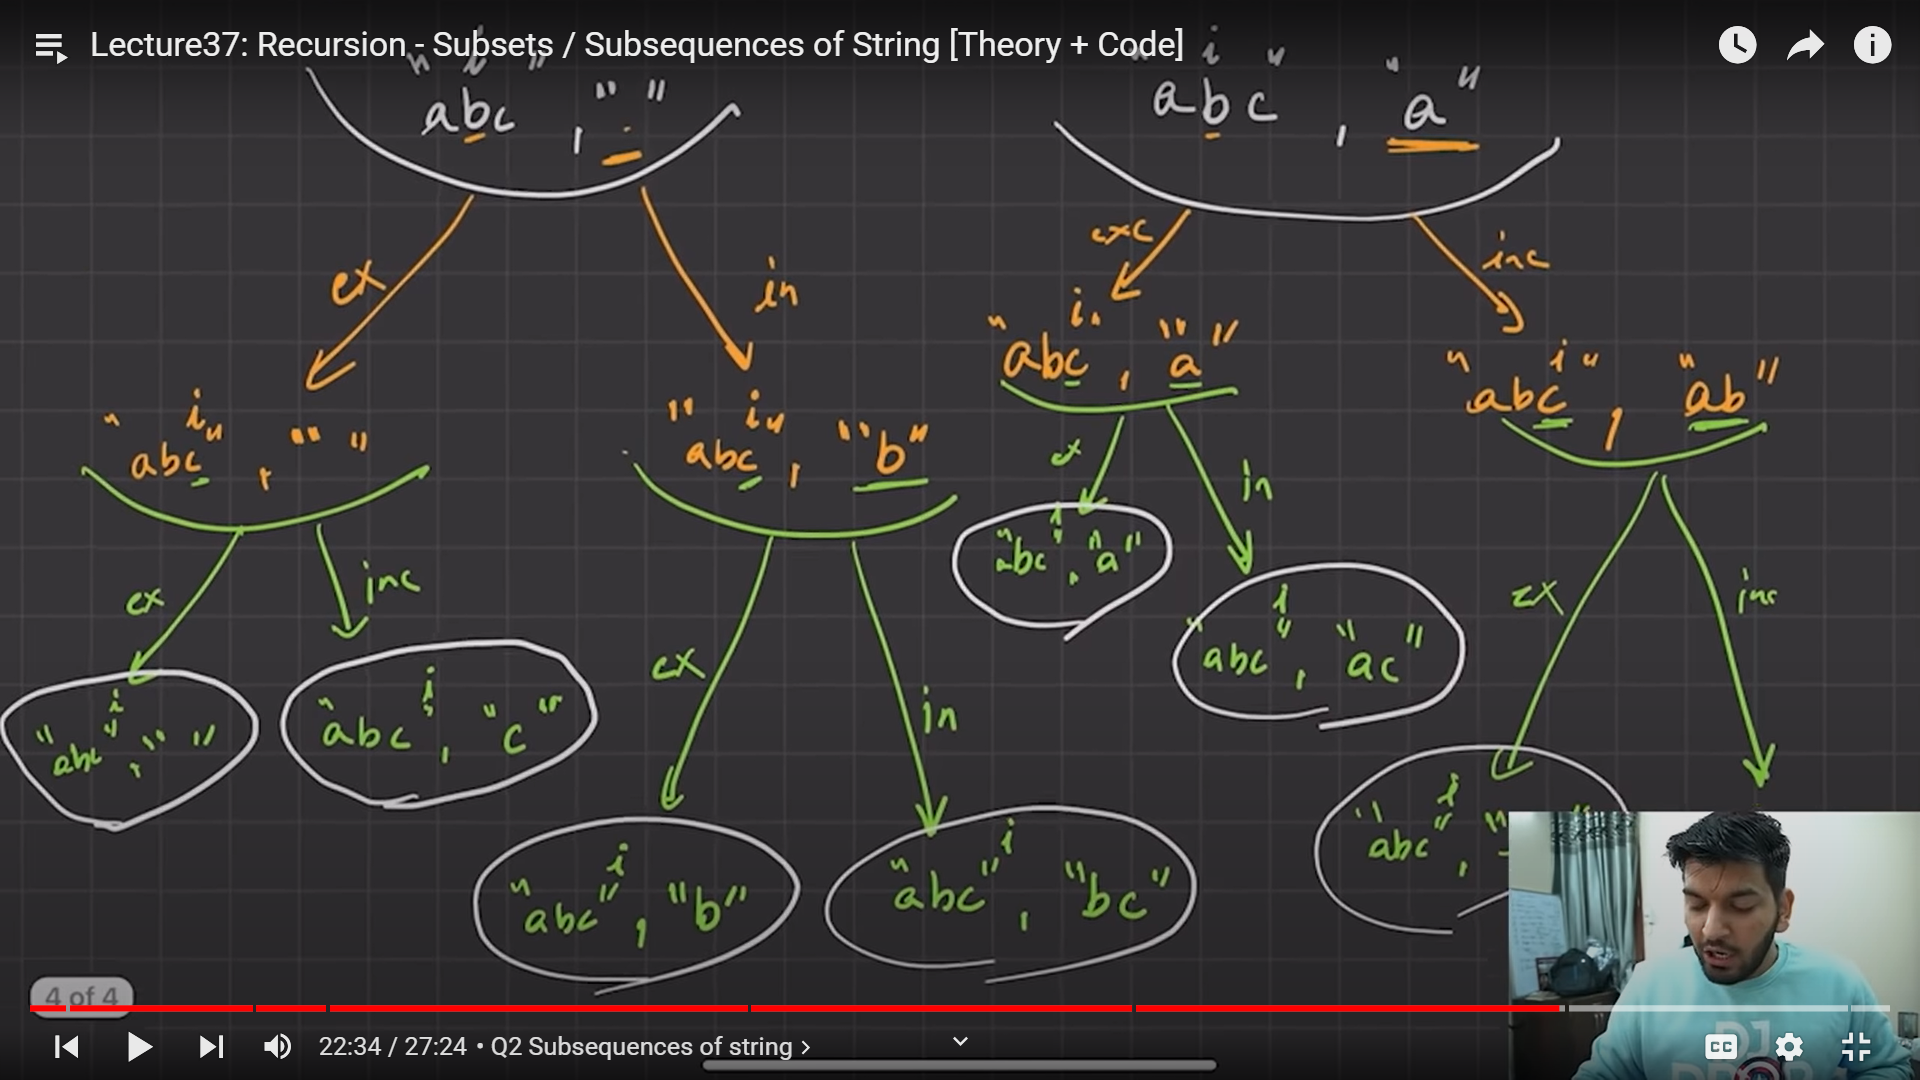 Lecture37: Recursion - Subsets / Subsequences of String [Theory + Code]
i
"abc", " "
i
"abc", "a"
ex
in
exc
inc
i
"abc", "a"
i
"abc", "ab"
i
"abc", " "
i
"abc", "b"
ex
in
ex
inc
i
"abc", "a"
ex
inc
ex
in
i
"abc", "ac"
i
"abc", " "
i
"abc", "c"
i
"abc", "
i
"abc", "b"
i
"abc", "bc"
4 of 4
22:34 / 27:24 • Q2 Subsequences of string >
CC
DJ